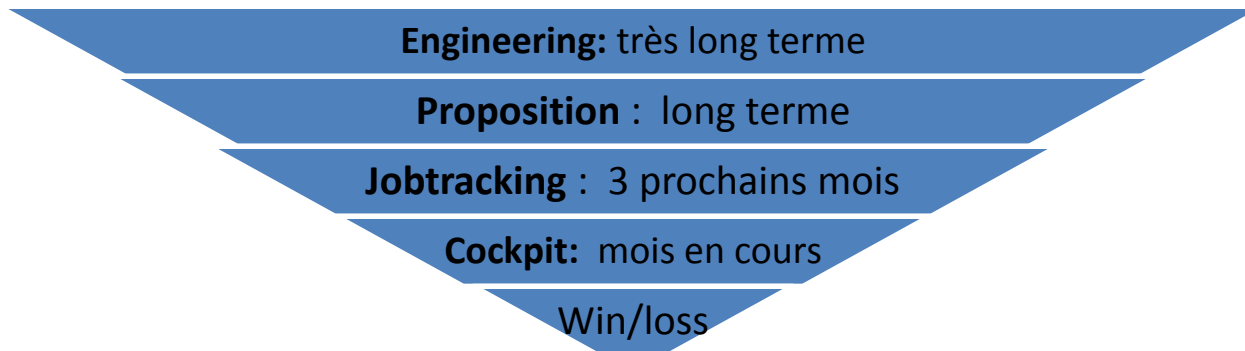 Engineering: très long terme
Proposition : long terme
Jobtracking : 3 prochains mois
Cockpit: mois en cours
Win/loss